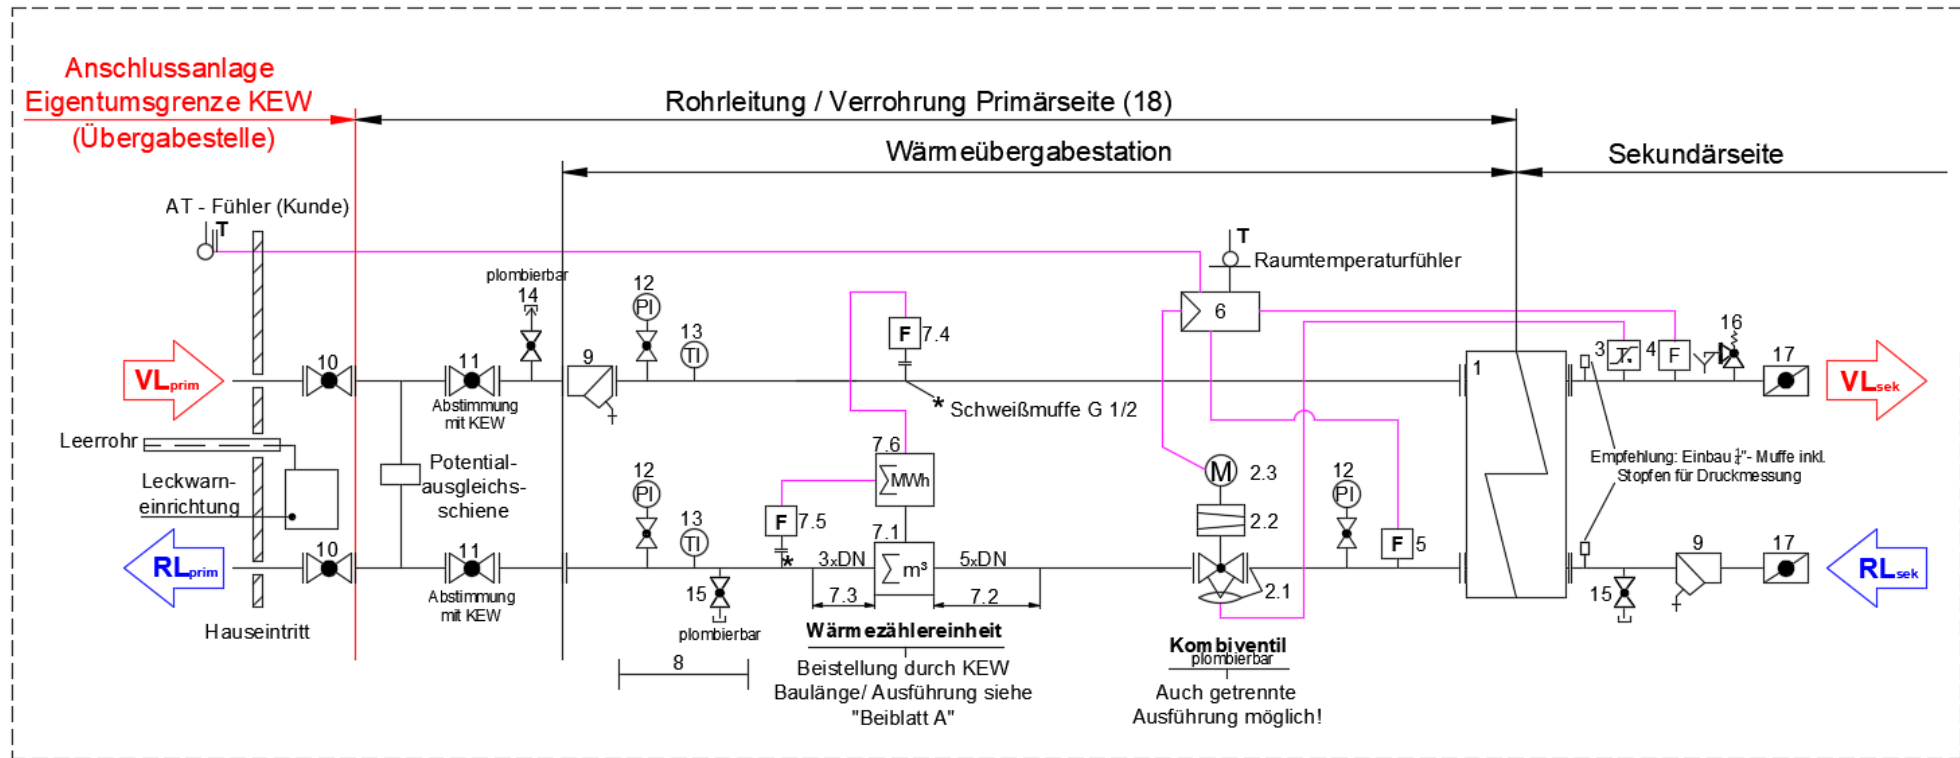 Anschlussanlage
Eigentumsgrenze KEW
(Übergabestelle)
Rohrleitung / Verrohrung Primärseite (18)
Wärmeübergabestation
Sekundärseite
AT - Fühler (Kunde)
T
T
Raumtemperaturfühler
plombierbar
14
12
PI
13
TI
F
7.4
6
3
4
F
16
17
10
11
9
1
VLprim
VLsek
Abstimmung
mit KEW
* Schweißmuffe G 1/2
Leerrohr
Leckwarn-
einrichtung
Potential-
ausgleichs-
schiene
7.6
ΣMWh
M
2.3
12
PI
12
PI
Empfehlung: Einbau ¼"- Muffe inkl.
Stopfen für Druckmessung
F
7.5
7.1
2.2
13
TI
F
5
9
17
10
11
RLprim
RLsek
*
3xDN
Σ m³
5xDN
7.3
7.2
2.1
15
15
Abstimmung
mit KEW
plombierbar
Hauseintritt
Wärmezählereinheit
Kombiventil
plombierbar
8
Beistellung durch KEW
Baulänge/ Ausführung siehe
"Beiblatt A"
Auch getrennte
Ausführung möglich!